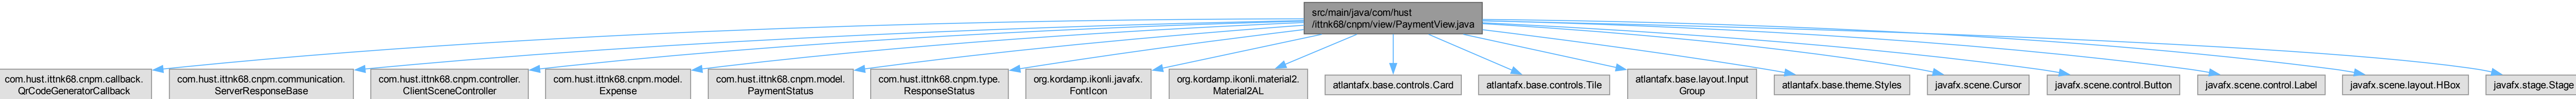 src/main/java/com/hust
/ittnk68/cnpm/view/PaymentView.java
com.hust.ittnk68.cnpm.callback.
QrCodeGeneratorCallback
com.hust.ittnk68.cnpm.communication.
ServerResponseBase
com.hust.ittnk68.cnpm.controller.
ClientSceneController
com.hust.ittnk68.cnpm.model.
Expense
com.hust.ittnk68.cnpm.model.
PaymentStatus
com.hust.ittnk68.cnpm.type.
ResponseStatus
org.kordamp.ikonli.javafx.
FontIcon
org.kordamp.ikonli.material2.
Material2AL
atlantafx.base.controls.Card
atlantafx.base.controls.Tile
atlantafx.base.layout.Input
Group
atlantafx.base.theme.Styles
javafx.scene.Cursor
javafx.scene.control.Button
javafx.scene.control.Label
javafx.scene.layout.HBox
javafx.stage.Stage